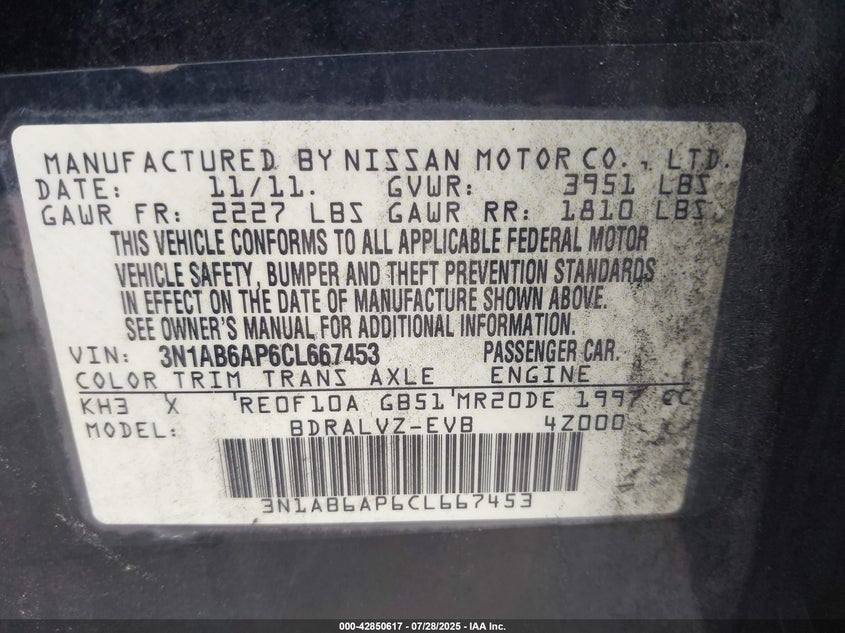 MANUFACTURED BY NISSAN MOTOR CO., LTD.
DATE: 11/11. GVWR: 3951 LBS
GAWR FR: 2227 LBS GAWR RR: 1810 LBS
THIS VEHICLE CONFORMS TO ALL APPLICABLE FEDERAL MOTOR
VEHICLE SAFETY, BUMPER AND THEFT PREVENTION STANDARDS
IN EFFECT ON THE DATE OF MANUFACTURE SHOWN ABOVE.
SEE OWNER'S MANUAL FOR ADDITIONAL INFORMATION.
VIN: 3N1AB6AP6CL667453 PASSENGER CAR.
COLOR TRIM TRANS AXLE ENGINE
KH3 X RE0F10A GB51 MR20DE 1997 CC
MODEL: BDRALVZ-EVB 4Z000
3N1AB6AP6CL667453
000-42850617 | 07/28/2025 | IAA Inc.